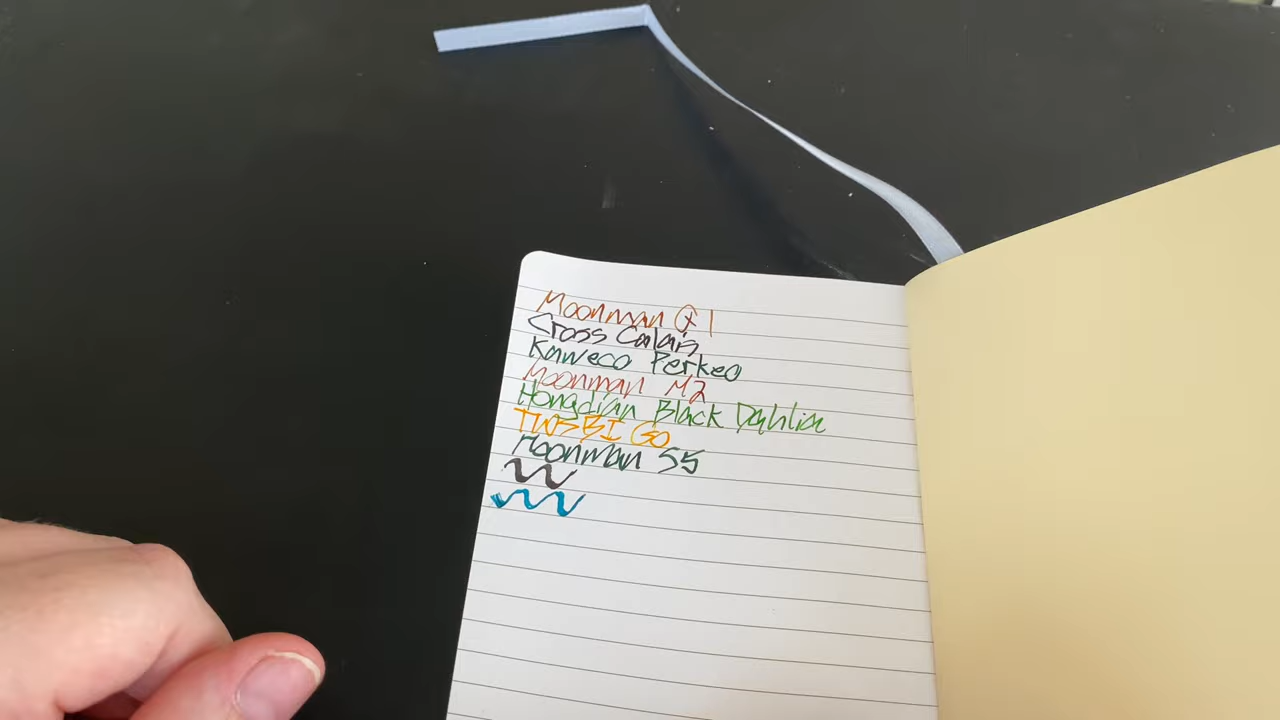 Moonman Q1
Cross Calais
Kaweco Perkeo
Moonman M2
Hongdian Black Dahlia
TWSBI Go
Moonman S5